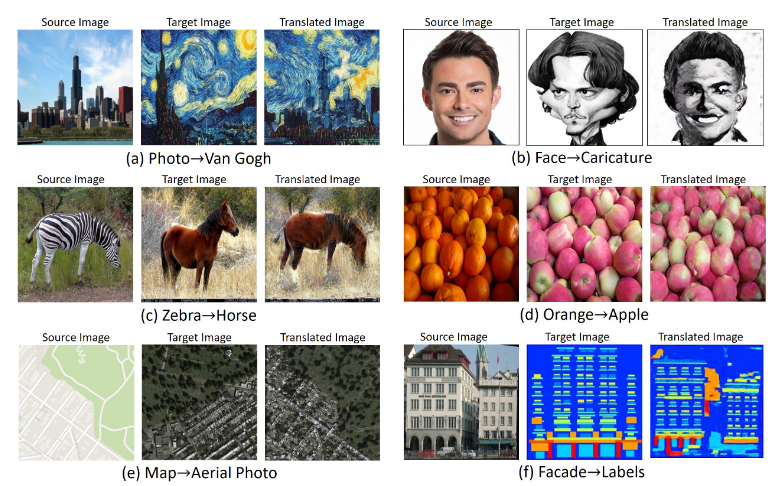 Source Image Target Image Translated Image
(a) Photo→Van Gogh
Source Image Target Image Translated Image
(b) Face→Caricature
Source Image Target Image Translated Image
(c) Zebra→Horse
Source Image Target Image Translated Image
(d) Orange→Apple
Source Image Target Image Translated Image
(e) Map→Aerial Photo
Source Image Target Image Translated Image
(f) Facade→Labels